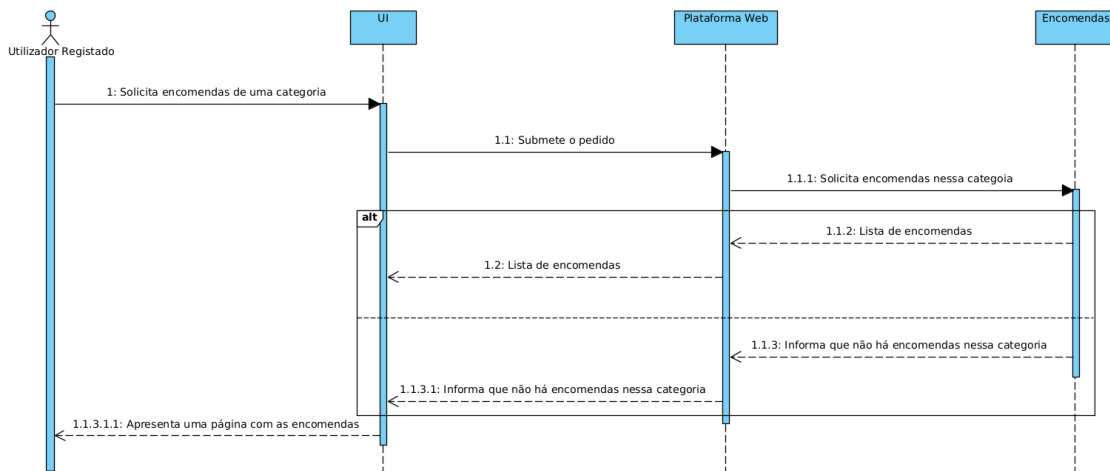 UI
Plataforma Web
Encomendas
Utilizador Registado
1: Solicita encomendas de uma categoria
1.1: Submete o pedido
1.1.1: Solicita encomendas nessa categoia
alt
1.1.2: Lista de encomendas
1.2: Lista de encomendas
1.1.3: Informa que não há encomendas nessa categoria
1.1.3.1: Informa que não há encomendas nessa categoria
1.1.3.1.1: Apresenta uma página com as encomendas